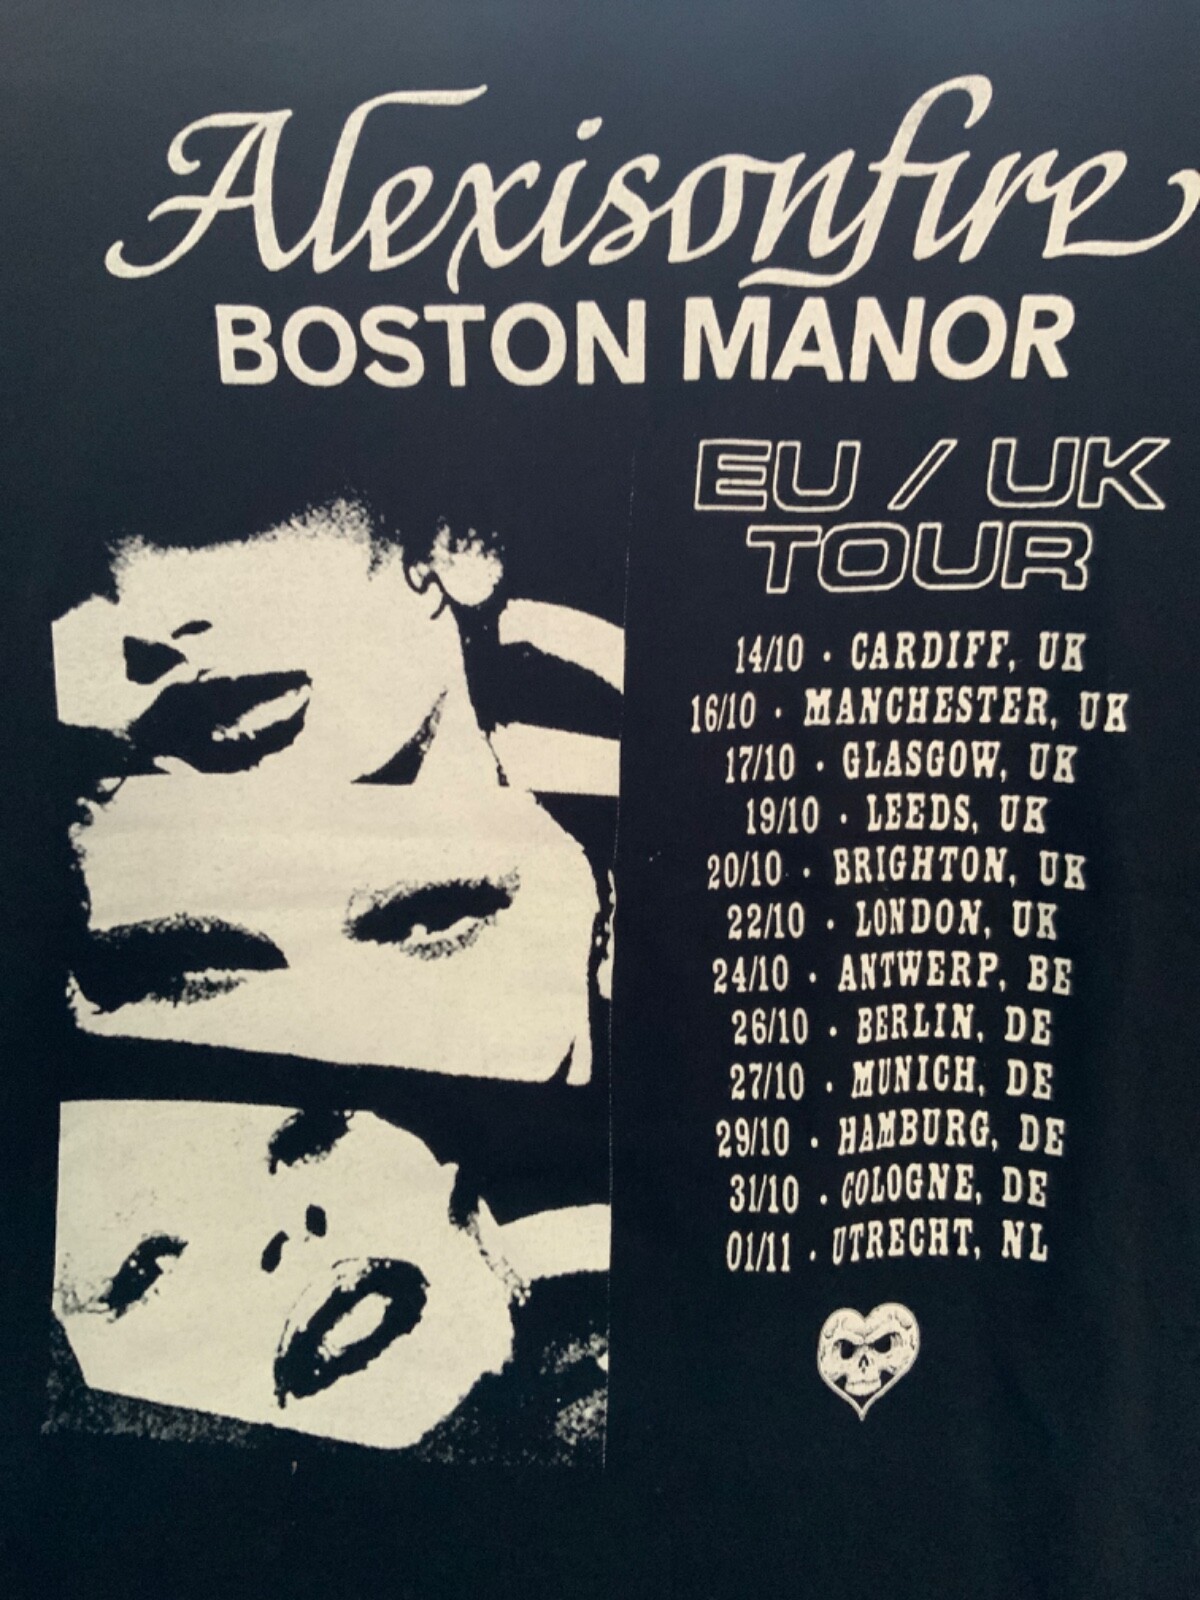 Alexisonfire
BOSTON MANOR
EU / UK
TOUR
14/10 · CARDIFF, UK
16/10 · MANCHESTER, UK
17/10 · GLASGOW, UK
19/10 · LEEDS, UK
20/10 · BRIGHTON, UK
22/10 · LONDON, UK
24/10 · ANTWERP, BE
26/10 · BERLIN, DE
27/10 · MUNICH, DE
29/10 · HAMBURG, DE
31/10 · COLOGNE, DE
01/11 · UTRECHT, NL